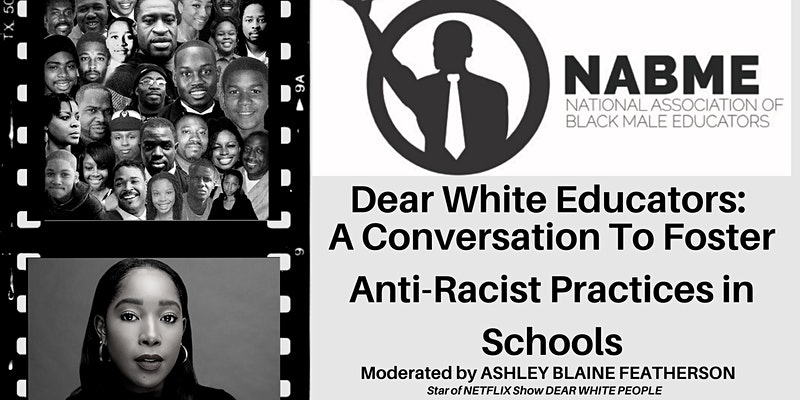 TX 50
9A
9
NABME
NATIONAL ASSOCIATION OF
BLACK MALE EDUCATORS
Dear White Educators:
A Conversation To Foster
Anti-Racist Practices in
Schools
Moderated by ASHLEY BLAINE FEATHERSON
Star of NETFLIX Show DEAR WHITE PEOPLE